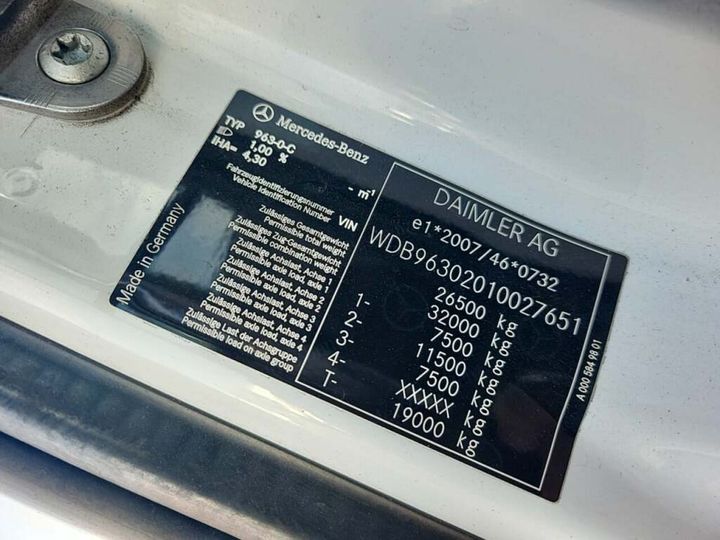 Mercedes-Benz
TYP 963-0-C
1,00 %
IHA= 4,30
- m⁻¹
Fahrzeugidentifizierungsnummer
Vehicle Identification Number VIN
Zulässiges Gesamtgewicht
Permissible total weight
Zulässiges Zug-Gesamtgewicht
Permissible combination weight
Zulässige Achslast, Achse 1
Permissible axle load, axle 1
Zulässige Achslast, Achse 2
Permissible axle load, axle 2
Zulässige Achslast, Achse 3
Permissible axle load, axle 3
Zulässige Achslast, Achse 4
Permissible axle load, axle 4
Zulässige Last der Achsgruppe
Permissible load on axle group
Made in Germany
DAIMLER AG
e1*2007/46*0732
WDB96302010027651
26500 kg
32000 kg
1- 7500 kg
2- 11500 kg
3- 7500 kg
4- XXXXX kg
T- 19000 kg
A 000 584 98 01